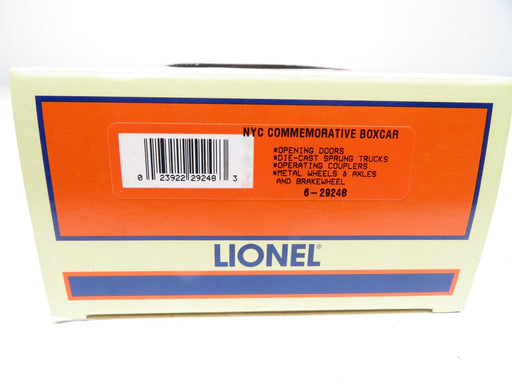 NYC COMMEMORATIVE BOXCAR
*OPENING DOORS
*DIE-CAST SPRUNG TRUCKS
*OPERATING COUPLERS
*METAL WHEELS & AXLES
AND BRAKEWHEEL
6-29248
0 23922 29248 3
LIONEL®